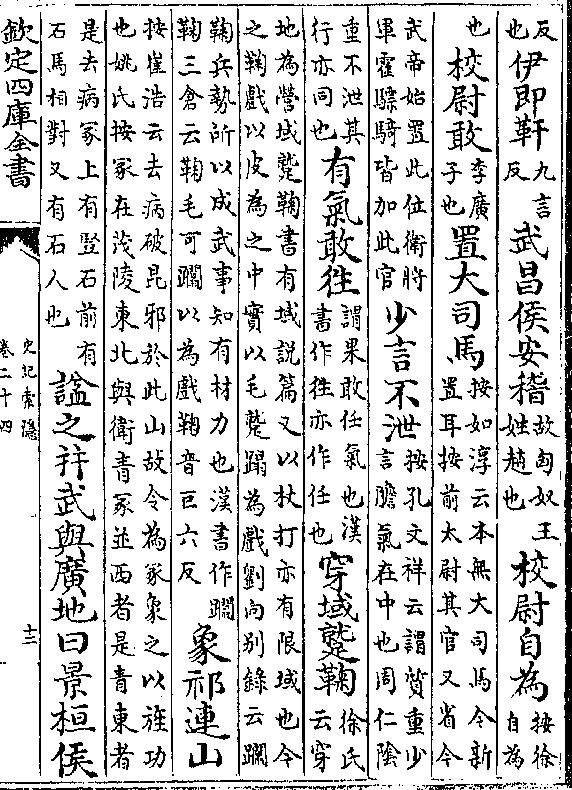 反也伊即靬九言反武昌侯安稽故匈奴王姓趙也校尉自為按徐自為
也校尉敢李廣子也置大司馬按如淳云本無大司馬今新置耳按前太尉其官又省今
武帝始置此位衛將軍霍驃騎皆加此官少言不泄按孔文祥云謂質重少言膽氣在中也周仁陰
重不泄其行亦同也有氣敢徃謂果敢任氣也漢書作徃亦作任也穿域蹵鞠徐氏云穿
地為營域蹵鞠書有域說篇又以杖打亦有限域也今之鞠戲以皮為之中實以毛蹵蹋為戲劉向别錄云躢
鞠兵勢所以成武事知有材力也漢書作躢鞠三倉云鞠毛可躢以為戲鞠音巨六反象祁連山
按崔浩云去病破昆邪於此山故令為冢象之以旌功也姚氏按冢在茂陵東北與衛青冢並西者是青東者
是去病冢上有豎石前有石馬相對又有石人也諡之并武與廣地曰景桓侯
欽定四庫全書
史記索隱
卷二十四
十三